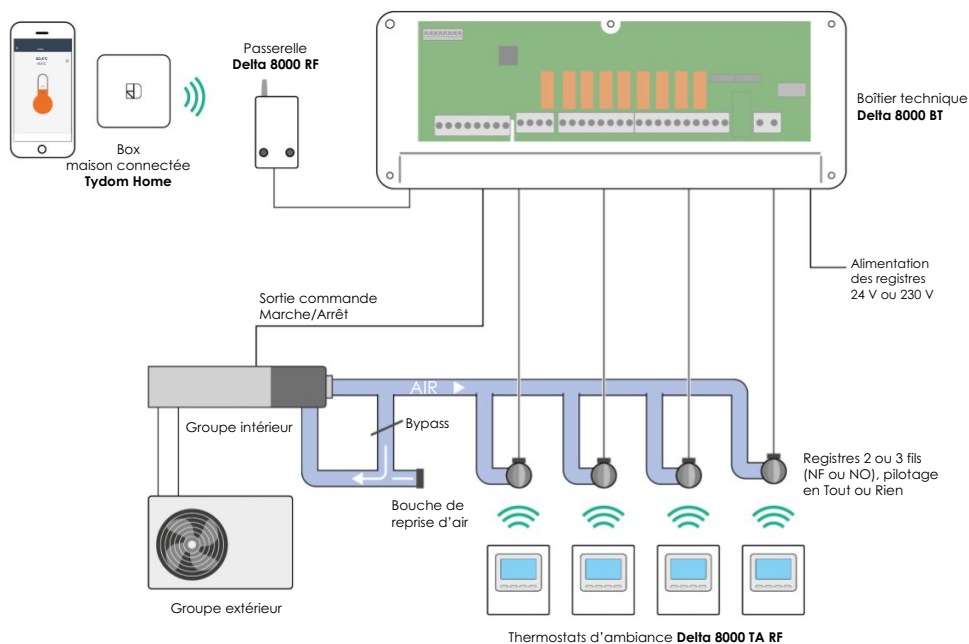 Passerelle
Delta 8000 RF
Boîtier technique
Delta 8000 BT
Box
maison connectée
Tydom Home
Alimentation
des registres
24 V ou 230 V
Sortie commande
Marche/Arrêt
AIR
Groupe intérieur
Bypass
Registres 2 ou 3 fils
(NF ou NO), pilotage
en Tout ou Rien
Bouche de
reprise d'air
Groupe extérieur
Thermostats d'ambiance Delta 8000 TA RF